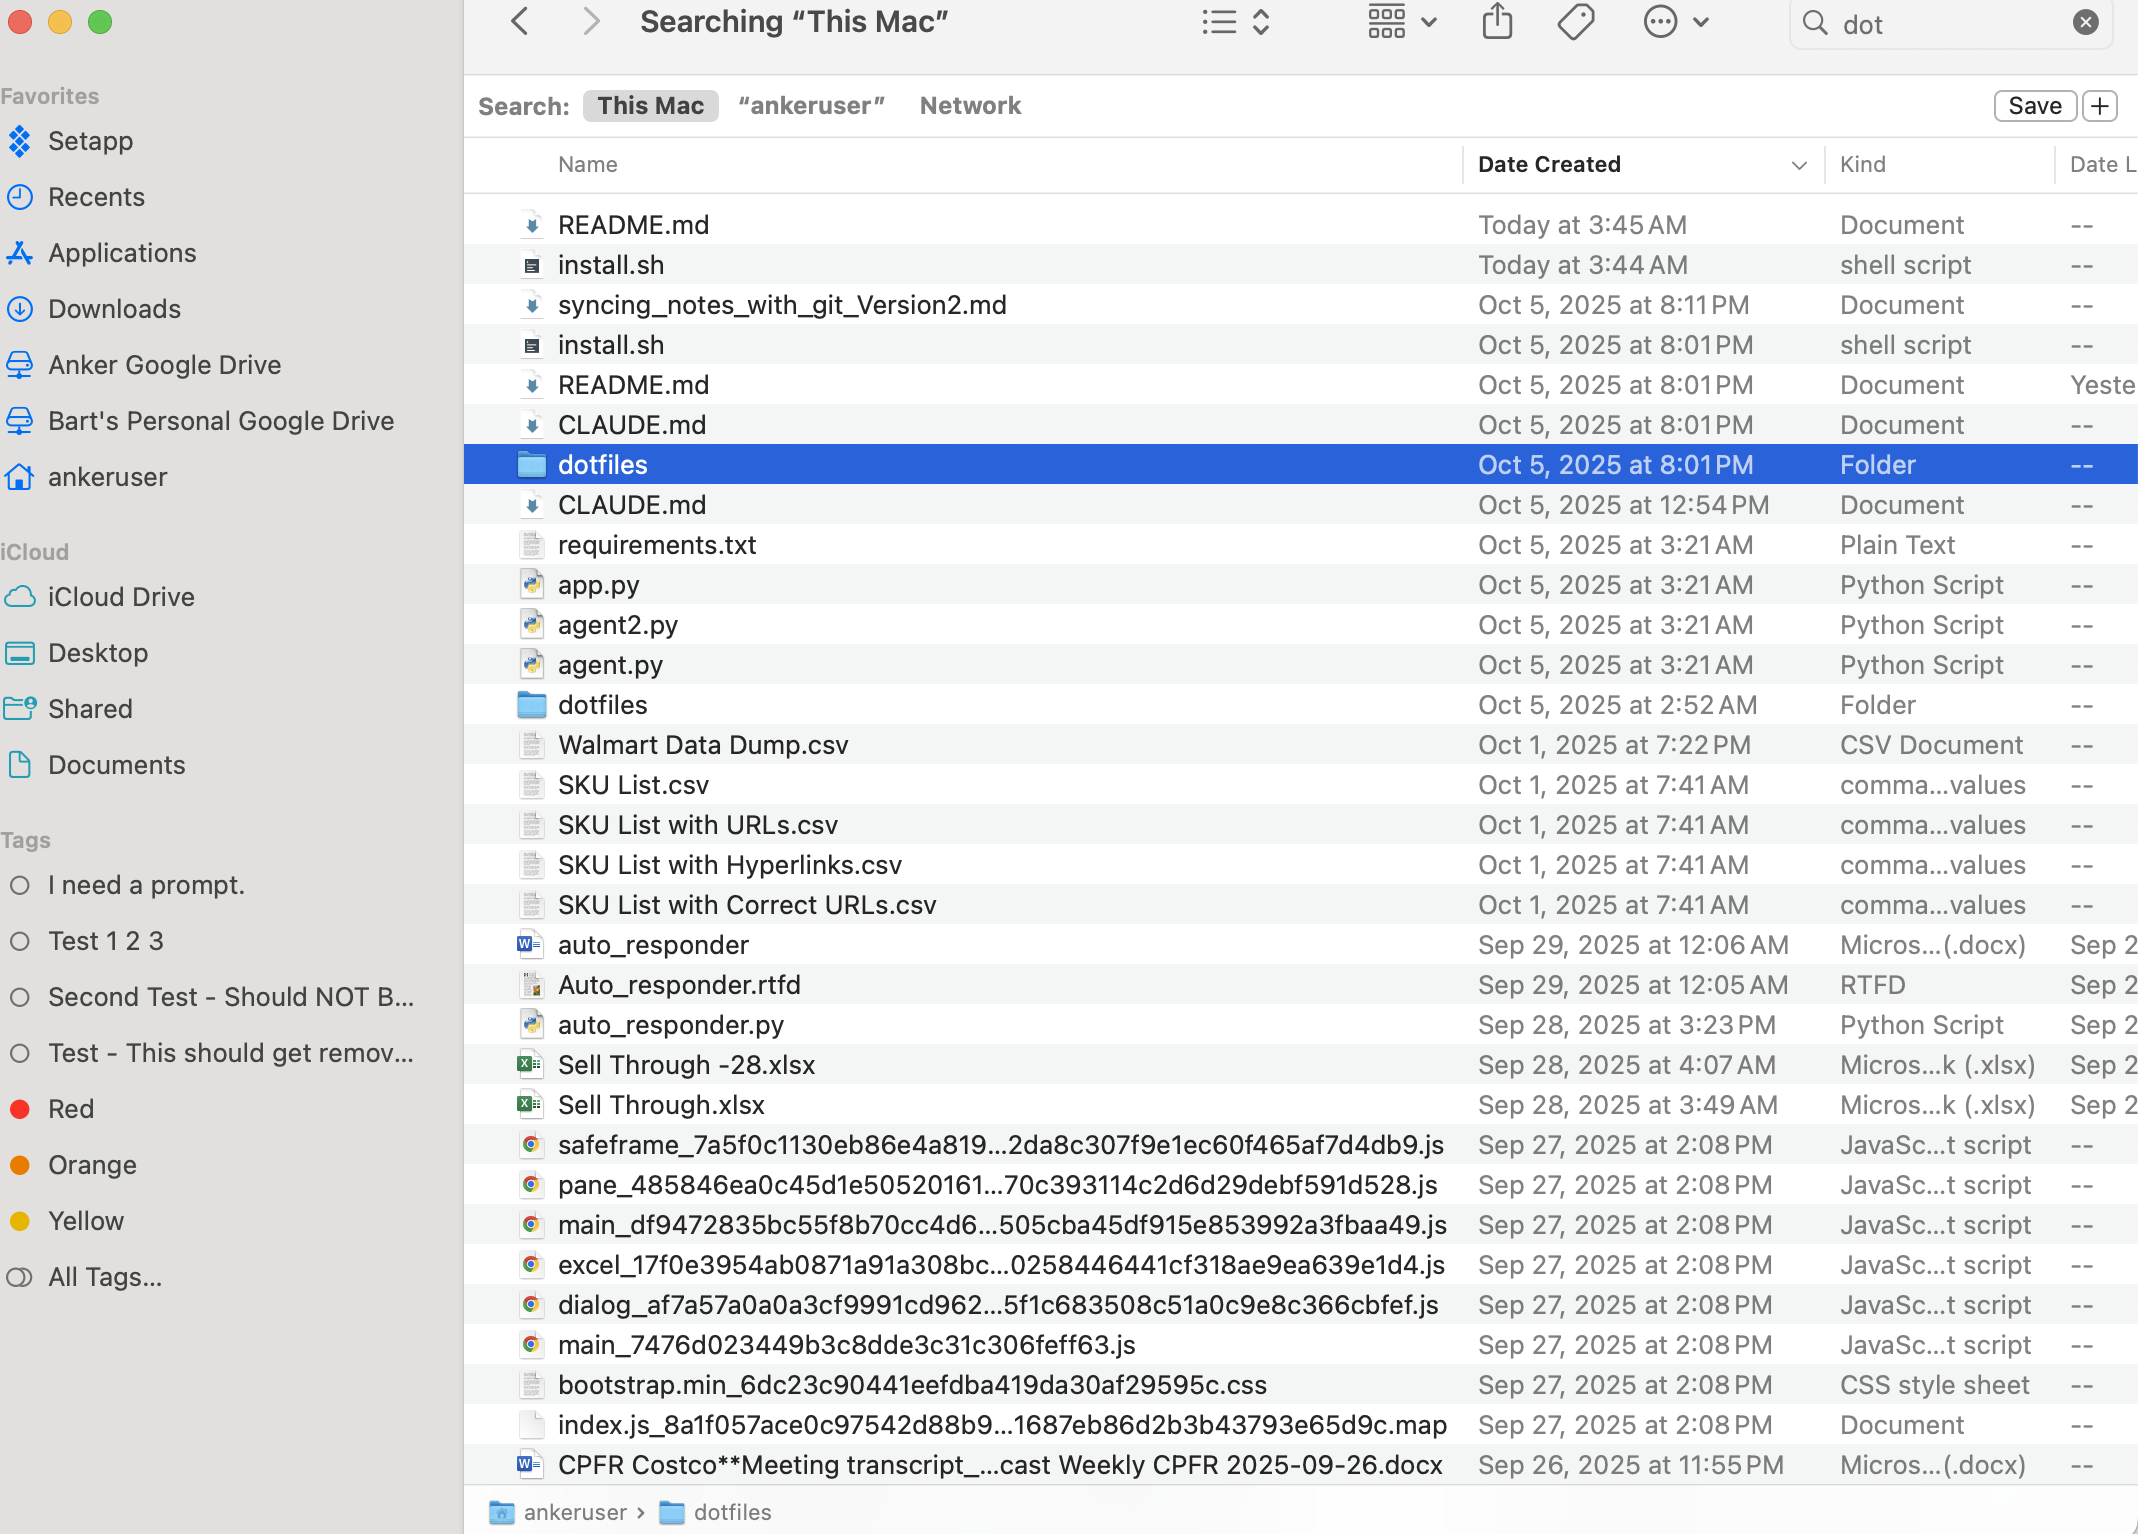 Searching “This Mac”
dot
Favorites
Setapp
Recents
Applications
Downloads
Anker Google Drive
Bart's Personal Google Drive
ankeruser
iCloud
iCloud Drive
Desktop
Shared
Documents
Tags
I need a prompt.
Test 1 2 3
Second Test - Should NOT B...
Test - This should get remov...
Red
Orange
Yellow
All Tags...
Search: This Mac “ankeruser” Network Save +
Name Date Created Kind Date L
README.md Today at 3:45 AM Document --
install.sh Today at 3:44 AM shell script --
syncing_notes_with_git_Version2.md Oct 5, 2025 at 8:11 PM Document --
install.sh Oct 5, 2025 at 8:01 PM shell script --
README.md Oct 5, 2025 at 8:01 PM Document Yeste
CLAUDE.md Oct 5, 2025 at 8:01 PM Document --
dotfiles Oct 5, 2025 at 8:01 PM Folder --
CLAUDE.md Oct 5, 2025 at 12:54 PM Document --
requirements.txt Oct 5, 2025 at 3:21 AM Plain Text --
app.py Oct 5, 2025 at 3:21 AM Python Script --
agent2.py Oct 5, 2025 at 3:21 AM Python Script --
agent.py Oct 5, 2025 at 3:21 AM Python Script --
dotfiles Oct 5, 2025 at 2:52 AM Folder --
Walmart Data Dump.csv Oct 1, 2025 at 7:22 PM CSV Document --
SKU List.csv Oct 1, 2025 at 7:41 AM comma...values --
SKU List with URLs.csv Oct 1, 2025 at 7:41 AM comma...values --
SKU List with Hyperlinks.csv Oct 1, 2025 at 7:41 AM comma...values --
SKU List with Correct URLs.csv Oct 1, 2025 at 7:41 AM comma...values --
auto_responder Sep 29, 2025 at 12:06 AM Micros...(.docx) Sep 2
Auto_responder.rtfd Sep 29, 2025 at 12:05 AM RTFD Sep 2
auto_responder.py Sep 28, 2025 at 3:23 PM Python Script Sep 2
Sell Through -28.xlsx Sep 28, 2025 at 4:07 AM Micros...k (.xlsx) Sep 2
Sell Through.xlsx Sep 28, 2025 at 3:49 AM Micros...k (.xlsx) Sep 2
safeframe_7a5f0c1130eb86e4a819...2da8c307f9e1ec60f465af7d4db9.js Sep 27, 2025 at 2:08 PM JavaSc...t script --
pane_485846ea0c45d1e50520161...70c393114c2d6d29debf591d528.js Sep 27, 2025 at 2:08 PM JavaSc...t script --
main_df9472835bc55f8b70cc4d6...505cba45df915e853992a3fbaa49.js Sep 27, 2025 at 2:08 PM JavaSc...t script --
excel_17f0e3954ab0871a91a308bc...0258446441cf318ae9ea639e1d4.js Sep 27, 2025 at 2:08 PM JavaSc...t script --
dialog_af7a57a0a0a3cf9991cd962...5f1c683508c51a0c9e8c366cbfef.js Sep 27, 2025 at 2:08 PM JavaSc...t script --
main_7476d023449b3c8dde3c31c306feff63.js Sep 27, 2025 at 2:08 PM JavaSc...t script --
bootstrap.min_6dc23c90441eefdba419da30af29595c.css Sep 27, 2025 at 2:08 PM CSS style sheet --
index.js_8a1f057ace0c97542d88b9...1687eb86d2b3b43793e65d9c.map Sep 27, 2025 at 2:08 PM Document --
CPFR Costco**Meeting transcript_...cast Weekly CPFR 2025-09-26.docx Sep 26, 2025 at 11:55 PM Micros...(.docx) --
ankeruser › dotfiles